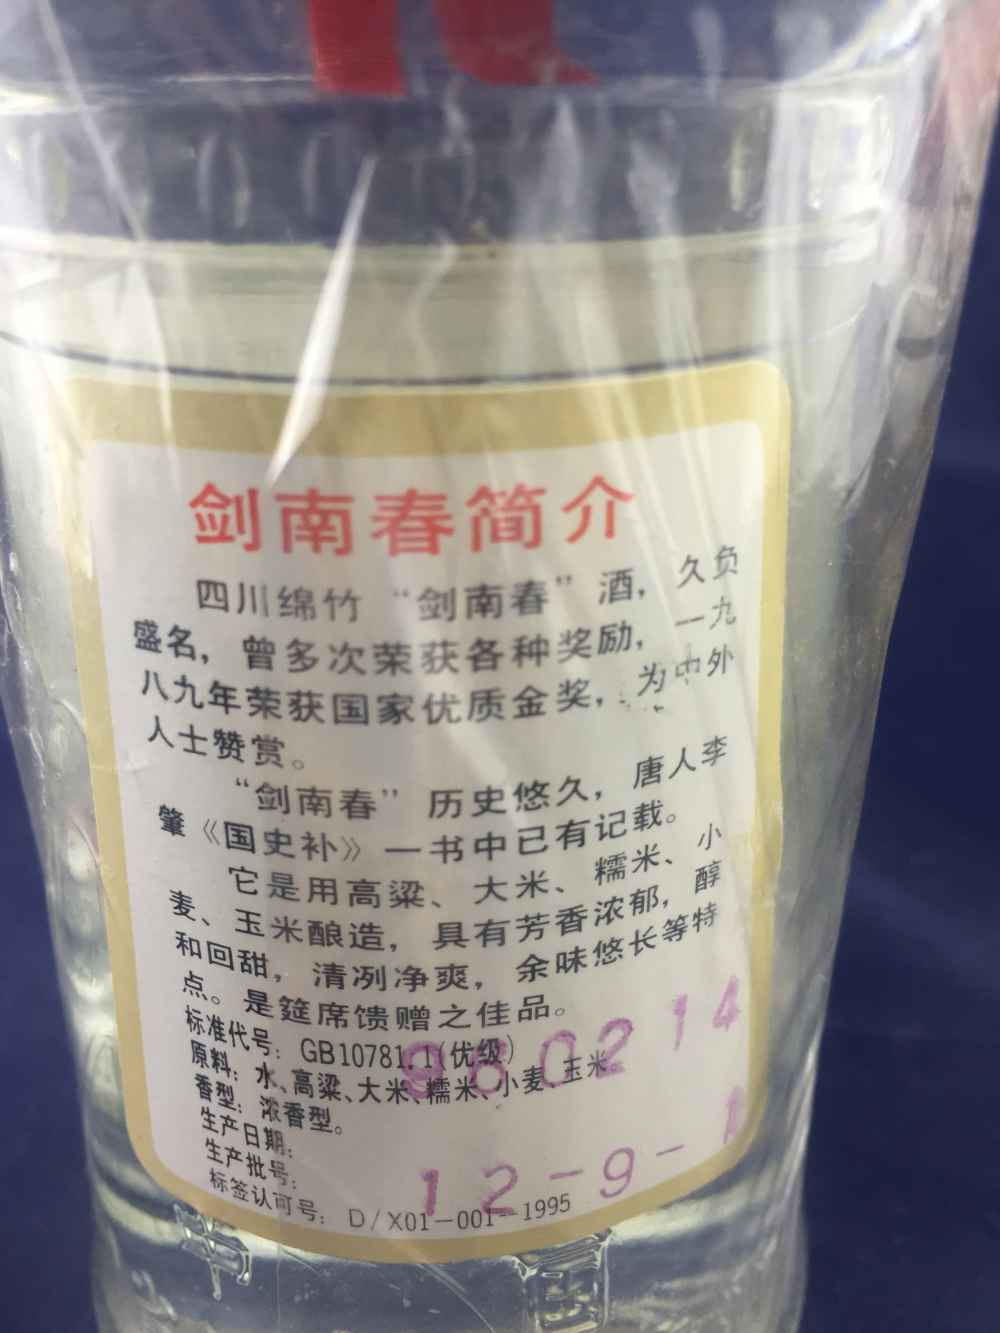 剑南春简介
四川绵竹“剑南春”酒，久负
盛名，曾多次荣获各种奖励，一九
八九年荣获国家优质金奖，为中外
人士赞赏。
“剑南春”历史悠久，唐人李
肇《国史补》一书中已有记载。
它是用高粱、大米、糯米、小
麦、玉米酿造，具有芳香浓郁，醇
和回甜，清冽净爽，余味悠长等特
点。是筵席馈赠之佳品。
标准代号：GB10781.1(优级)
原料：水、高粱、大米、糯米、小麦、玉米。
香型：浓香型。
生产日期：980214
生产批号：12-9-
标签认可号：D/X01-001-1995